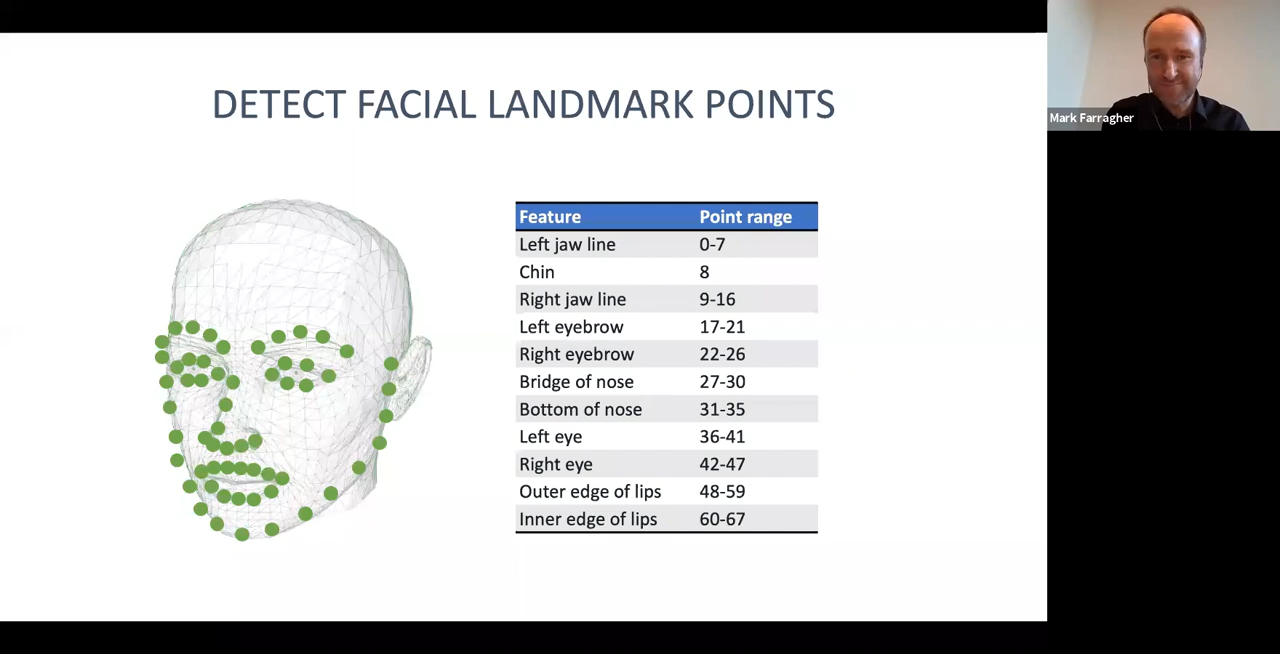 DETECT FACIAL LANDMARK POINTS
Mark Farragher
Feature Point range
Left jaw line 0-7
Chin 8
Right jaw line 9-16
Left eyebrow 17-21
Right eyebrow 22-26
Bridge of nose 27-30
Bottom of nose 31-35
Left eye 36-41
Right eye 42-47
Outer edge of lips 48-59
Inner edge of lips 60-67